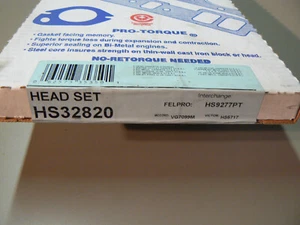 PRO-TORQUE®
• Gasket facing memory.
• Fights torque loss during expansion and contraction.
• Superior sealing on Bi-Metal engines.
• Steel core insures strength on thin-wall cast iron block or head.
NO-RETORQUE NEEDED
Interchange:
HEAD SET
FELPRO: HS9277PT
HS32820